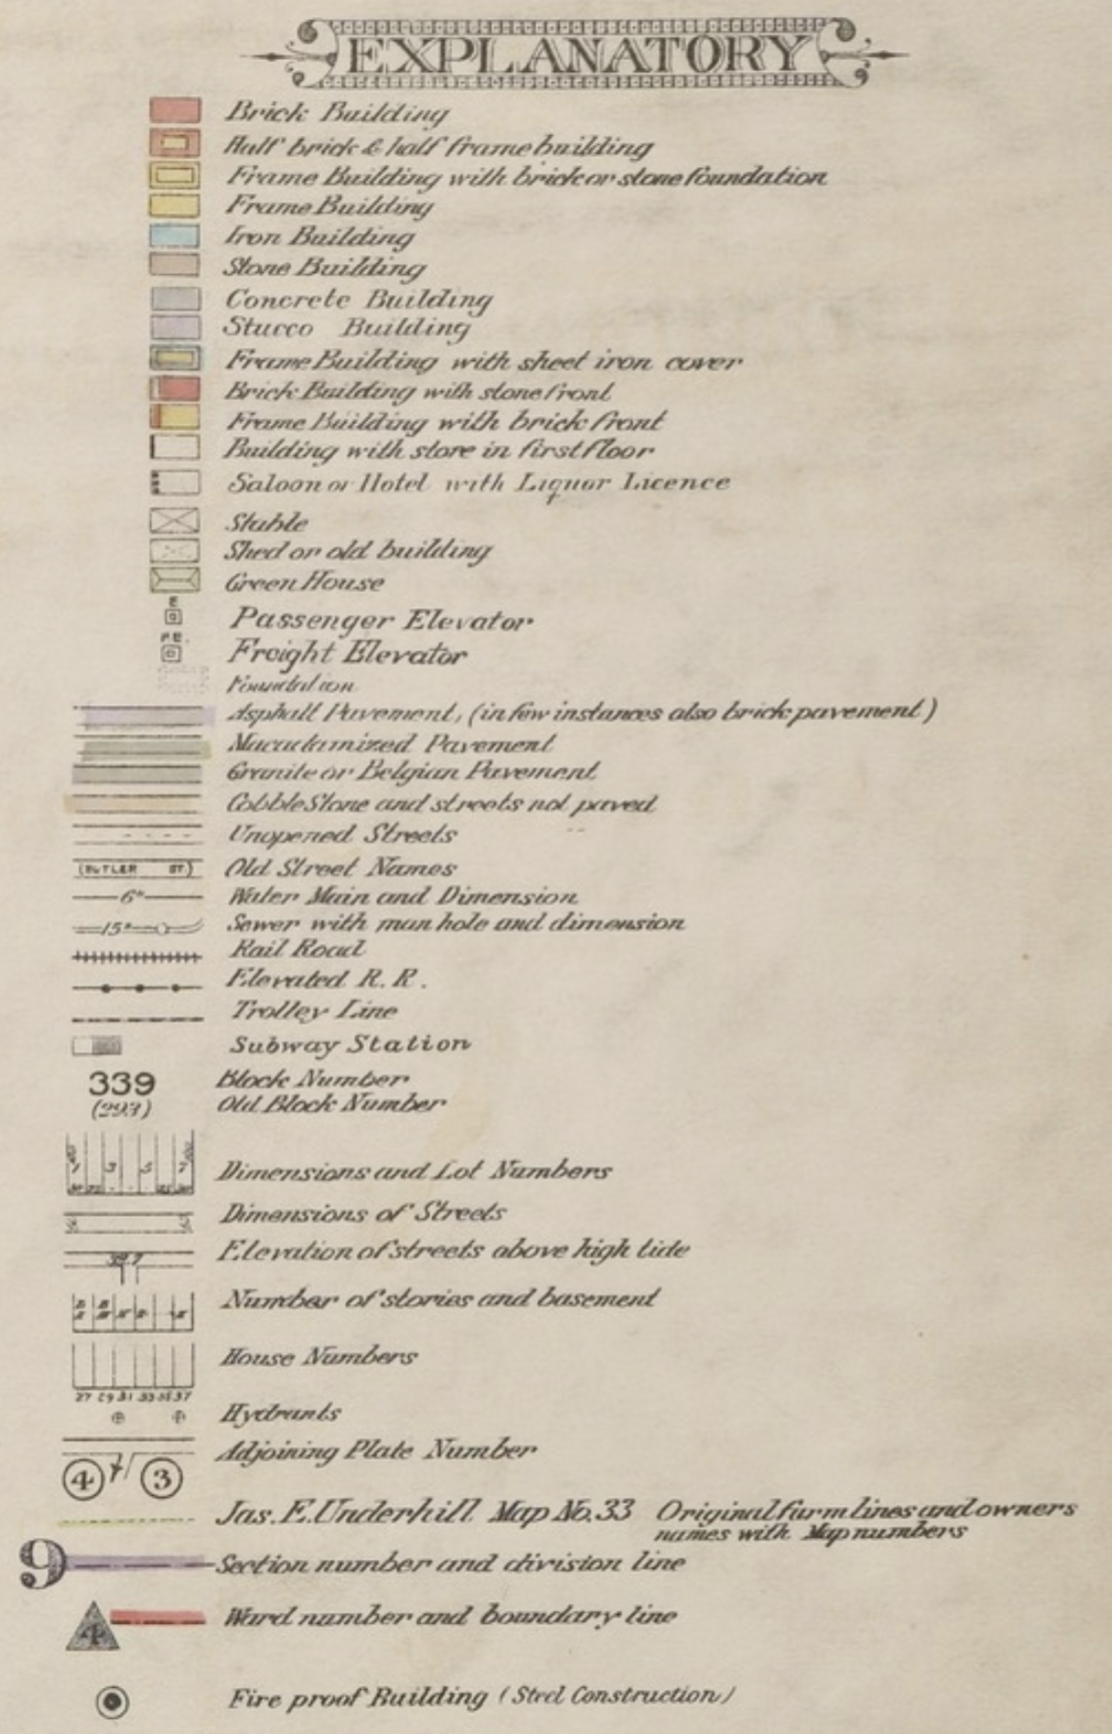 EXPLANATORY
Brick Building
Half brick & half frame building
Frame Building with brick or stone foundation
Frame Building
Iron Building
Stone Building
Concrete Building
Stucco Building
Frame Building with sheet iron cover
Brick Building with stone front
Frame Building with brick front
Building with store in first floor
Saloon or Hotel with Liquor Licence
Stable
Shed or old building
Green House
E
Passenger Elevator
F.E.
Freight Elevator
Foundation
Asphalt Pavement, (in few instances also brick pavement)
Macadamized Pavement
Granite or Belgian Pavement
Cobble Stone and streets not paved
Unopened Streets
(BUTLER ST.) Old Street Names
6" Water Main and Dimension
15" Sewer with man hole and dimension
Rail Road
Elevated R. R.
Trolley Line
Subway Station
339 Block Number
(293) Old Block Number
Dimensions and Lot Numbers
Dimensions of Streets
Elevation of streets above high tide
Number of stories and basement
House Numbers
27 29 31 33 35 37
Hydrants
Adjoining Plate Number
4 3
Jas. E. Underhill Map No. 33 Original farm lines and owners
names with Map numbers
9 Section number and division line
4 Ward number and boundary line
Fire proof Building (Steel Construction)